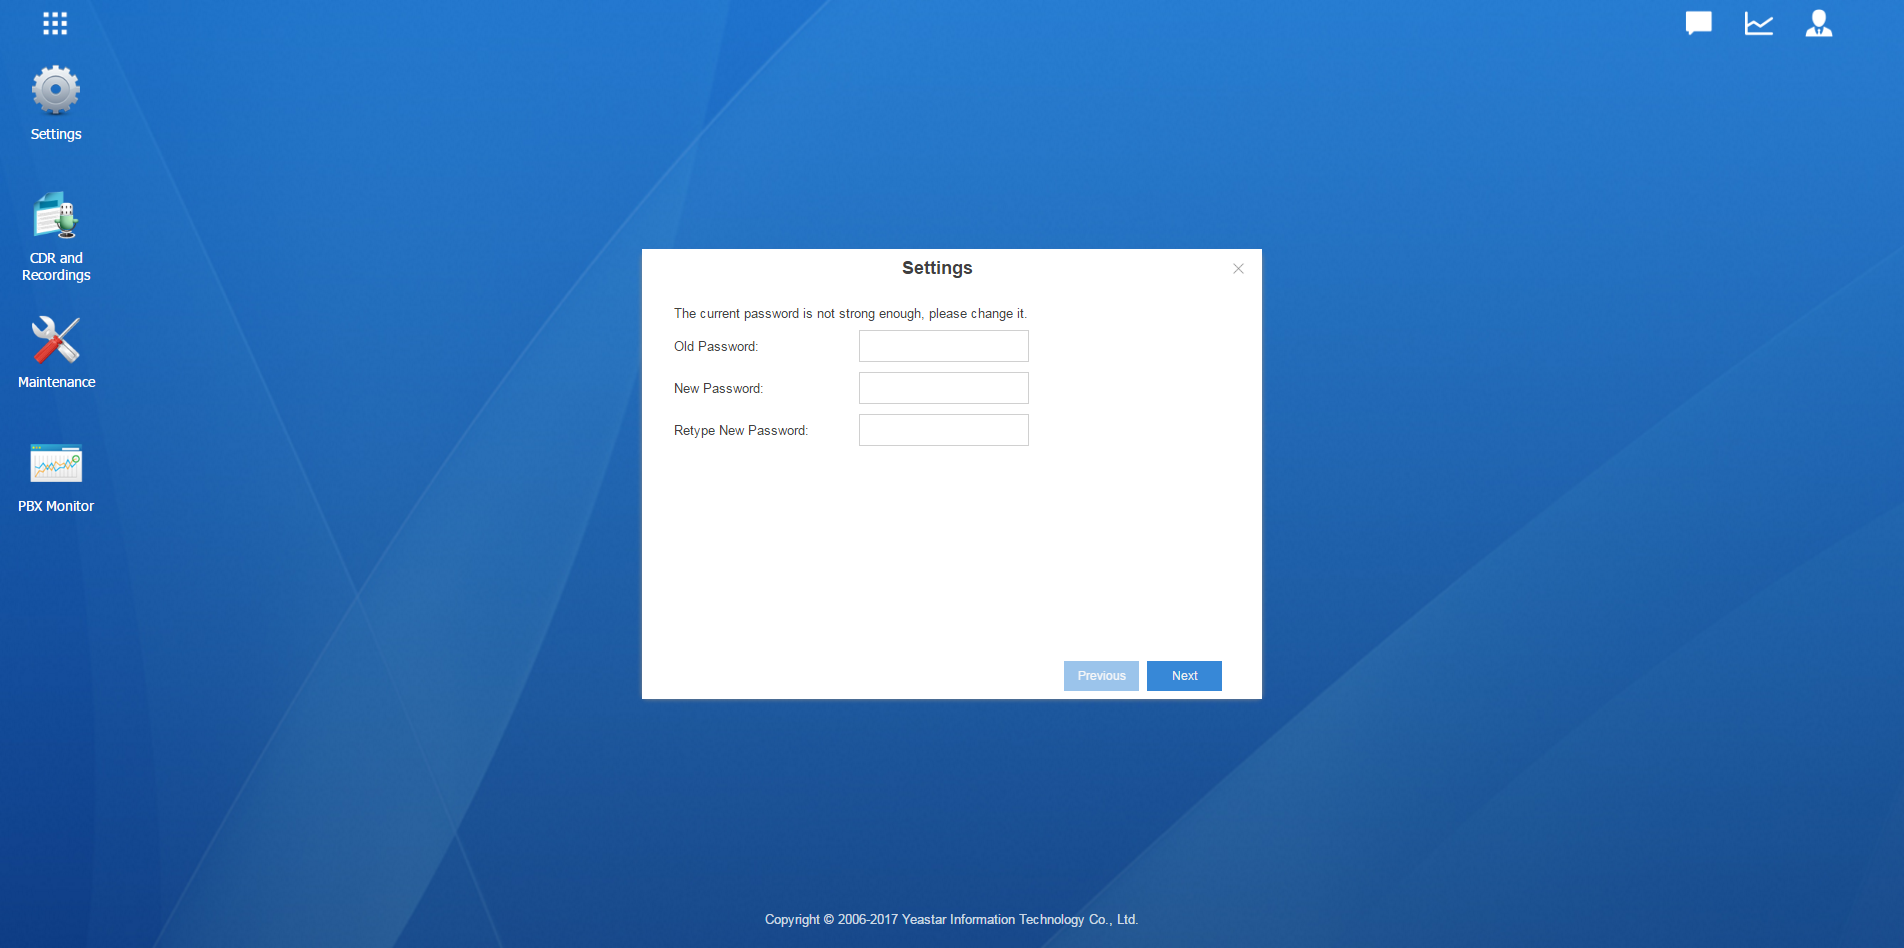 Settings
CDR and
Recordings
Maintenance
PBX Monitor
Settings
The current password is not strong enough, please change it.
Old Password:
New Password:
Retype New Password:
Previous
Next
Copyright © 2006-2017 Yeastar Information Technology Co., Ltd.